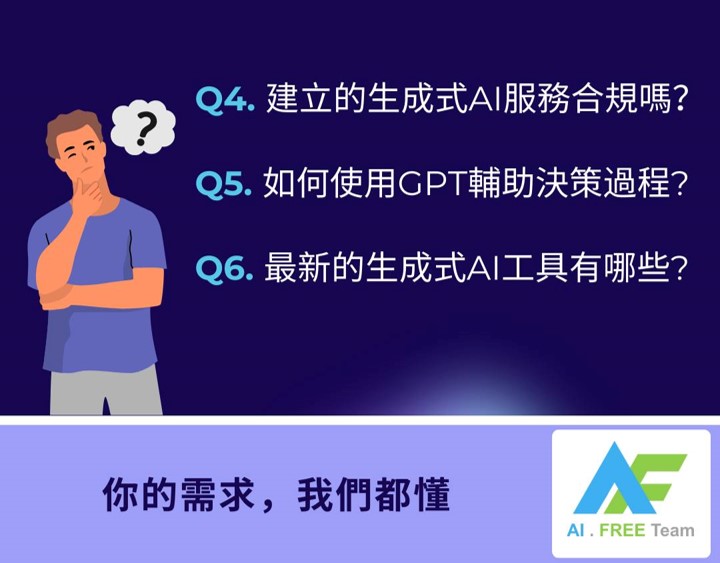 ?
Q4. 建立的生成式AI服務合規嗎?
Q5. 如何使用GPT輔助決策過程?
Q6. 最新的生成式AI工具有哪些?
你的需求，我們都懂
AF
AI . FREE Team